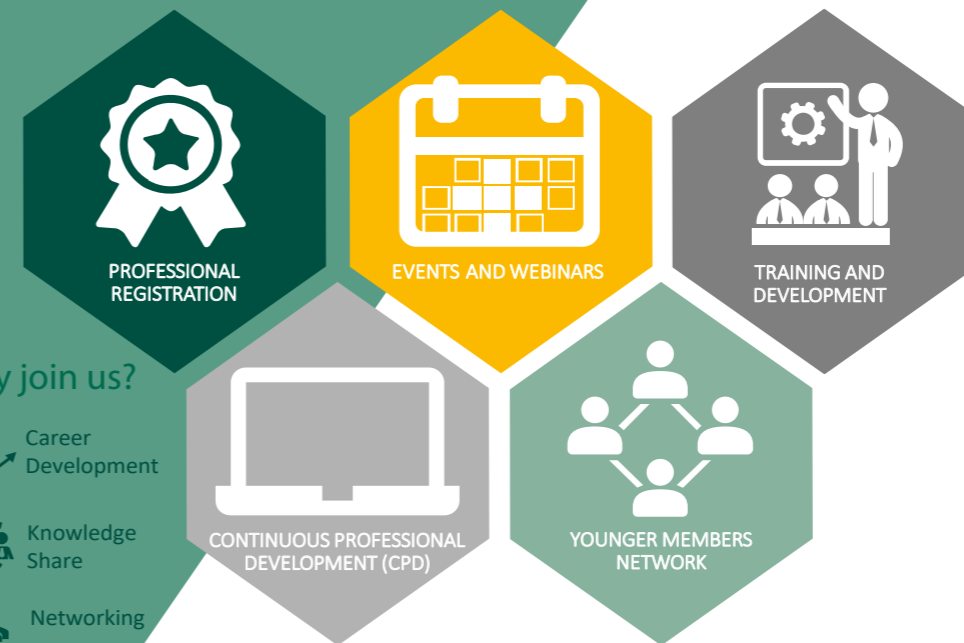 PROFESSIONAL
REGISTRATION
EVENTS AND WEBINARS
TRAINING AND
DEVELOPMENT
y join us?
Career
Development
Knowledge
Share
Networking
CONTINUOUS PROFESSIONAL
DEVELOPMENT (CPD)
YOUNGER MEMBERS
NETWORK